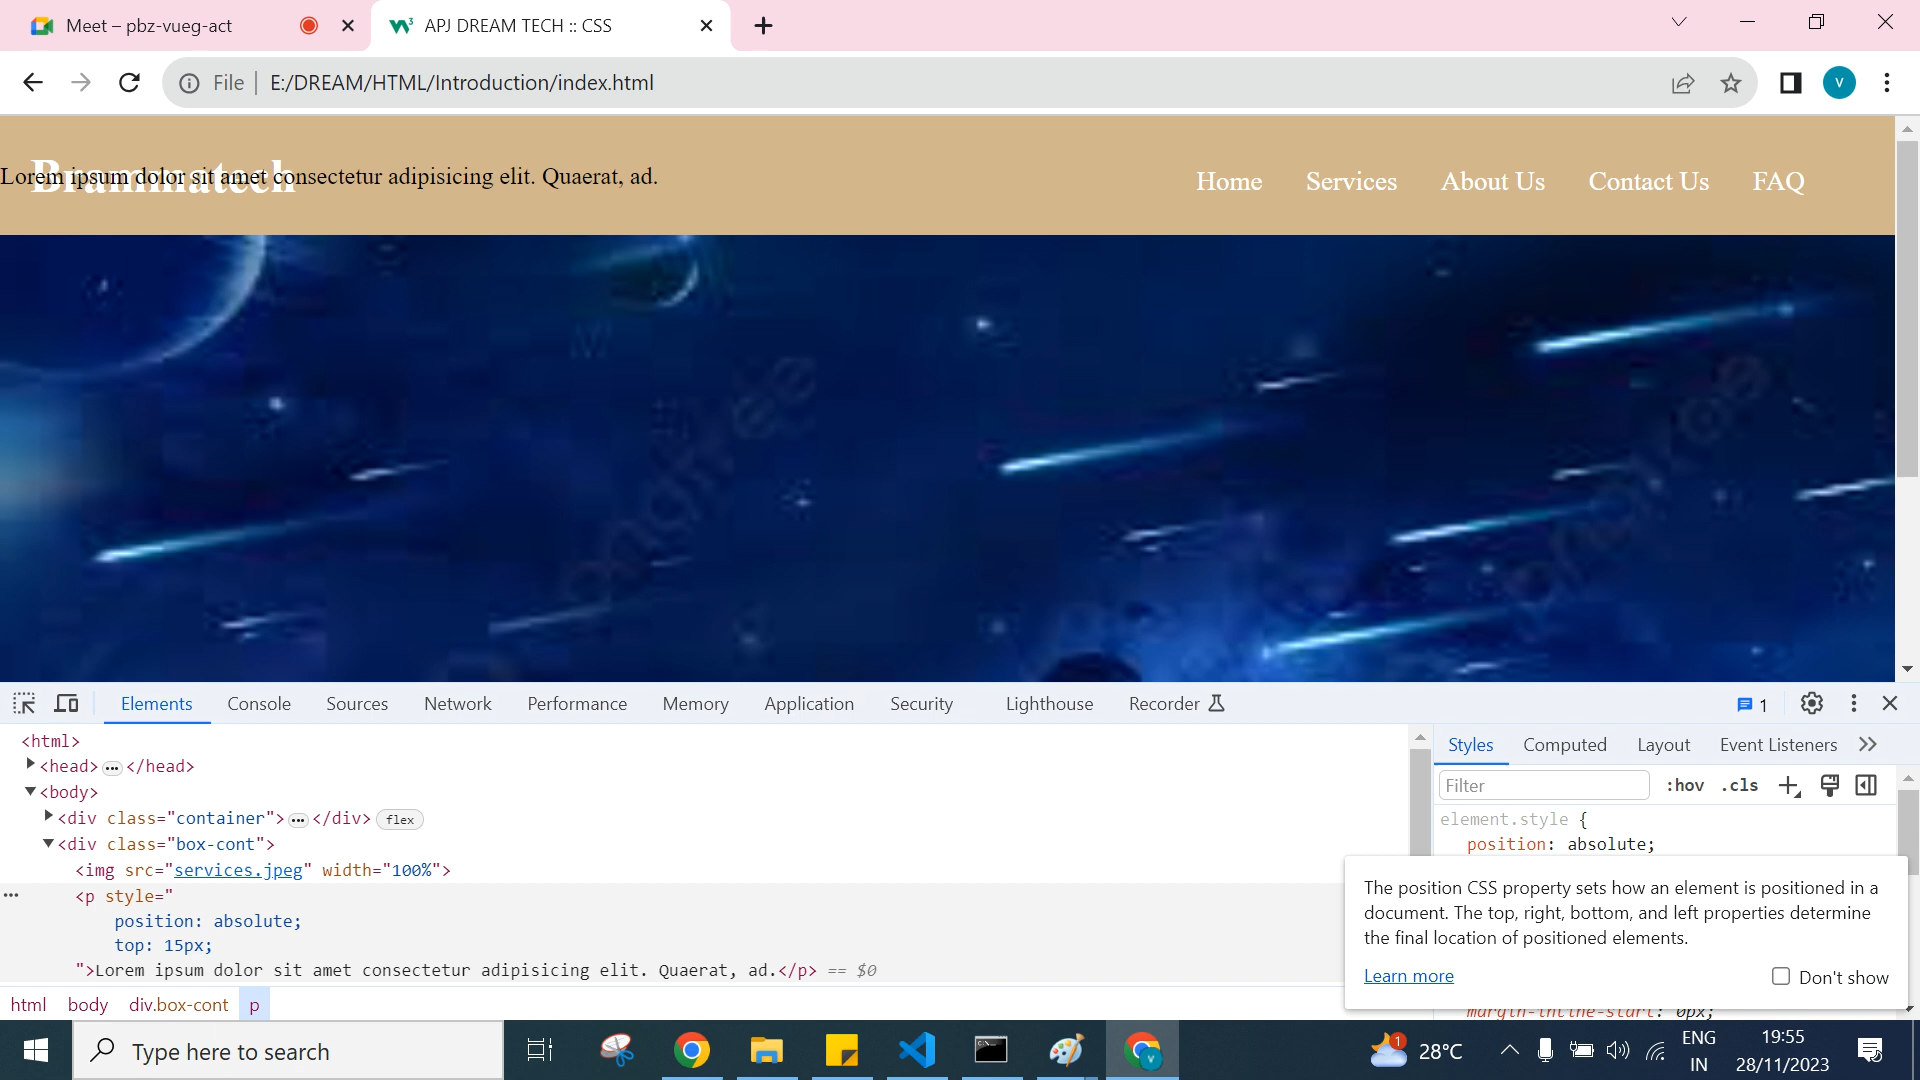 Meet – pbz-vueg-act
APJ DREAM TECH :: CSS
File
E:/DREAM/HTML/Introduction/index.html
V
Brammatech
Lorem ipsum dolor sit amet consectetur adipisicing elit. Quaerat, ad.
Home Services About Us Contact Us FAQ
Elements Console Sources Network Performance Memory Application Security Lighthouse Recorder
1
<html>
<head> ••• </head>
<body>
<div class="container"> ••• </div> flex
<div class="box-cont">
<img src="services.jpeg" width="100%">
<p style="
position: absolute;
top: 15px;
">Lorem ipsum dolor sit amet consectetur adipisicing elit. Quaerat, ad.</p> == $0
html body div.box-cont p
Styles Computed Layout Event Listeners
Filter :hov .cls
element.style {
position: absolute;
The position CSS property sets how an element is positioned in a
document. The top, right, bottom, and left properties determine
the final location of positioned elements.
Learn more Don't show
margin-inline-start: 0px;
Type here to search
1
28°C
ENG
IN
19:55
28/11/2023